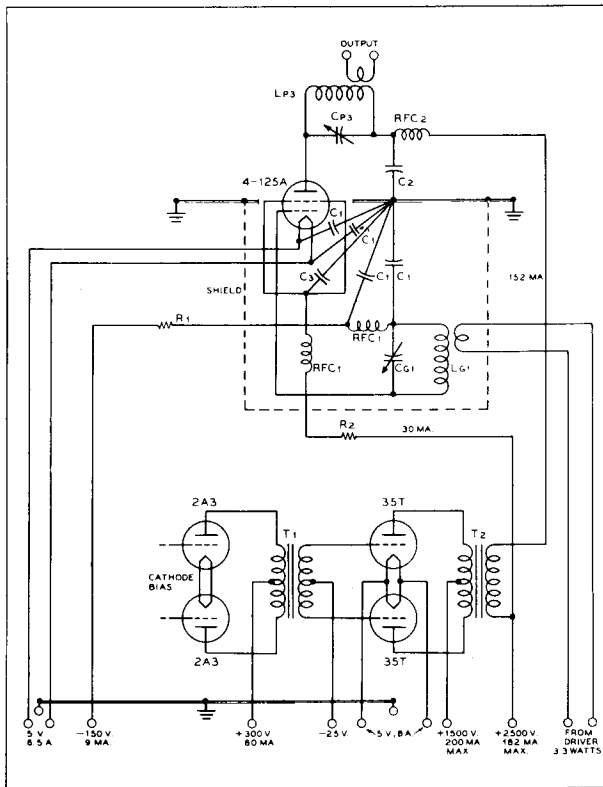 OUTPUT
LP3
CP3
RFC2
4-125A
C2
C1
C1
C3
C1
C1
152 MA.
SHIELD
R1
RFC1
RFC1
CG1
LG1
R2
30 MA.
2A3
35T
T1
T2
CATHODE
BIAS
2A3
35T
5 V
6.5 A
-150 V.
9 MA.
+300 V
80 MA
-25 V.
5 V, 8 A
+1500 V.
200 MA
MAX
+2500 V.
182 MA
MAX.
FROM
DRIVER
3.3 WATTS